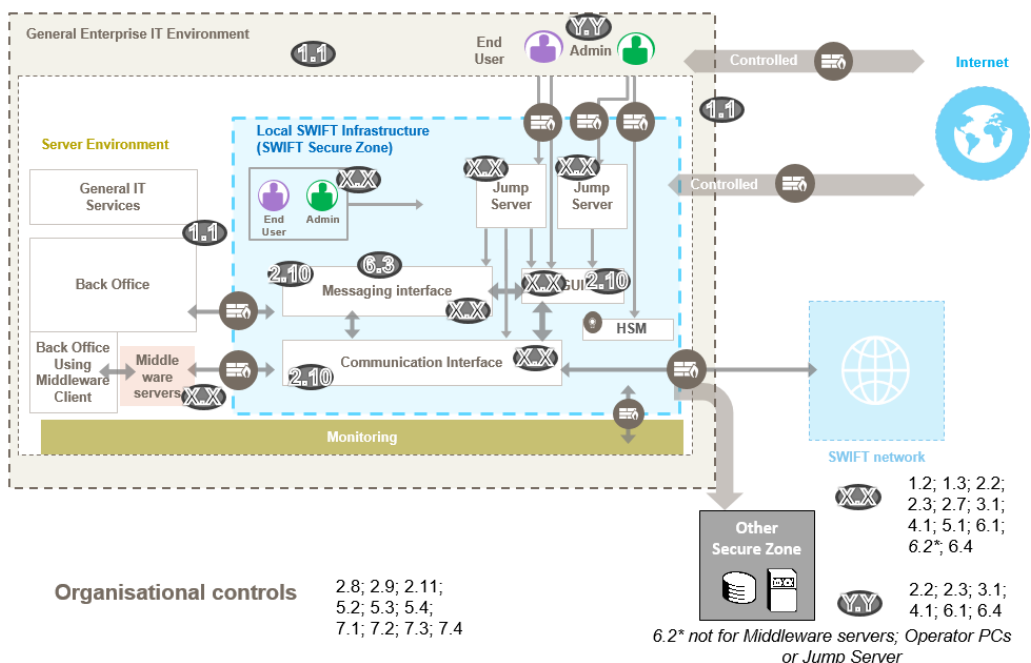 General Enterprise IT Environment
1.1
End
User
Y.Y
Admin
Controlled
Internet
1.1
Server Environment
Local SWIFT Infrastructure
(SWIFT Secure Zone)
General IT
Services
X.X
End
User
Admin
X.X
Jump
Server
X.X
Jump
Server
Controlled
1.1
Back Office
2.10
6.3
Messaging interface
X.X
X.X
GUI
2.10
HSM
Back Office
Using
Middleware
Client
Middle
ware
servers
X.X
Communication Interface
X.X
2.10
Monitoring
SWIFT network
X.X
1.2; 1.3; 2.2;
2.3; 2.7; 3.1;
4.1; 5.1; 6.1;
6.2*; 6.4
Other
Secure Zone
Y.Y
2.2; 2.3; 3.1;
4.1; 6.1; 6.4
Organisational controls
2.8; 2.9; 2.11;
5.2; 5.3; 5.4;
7.1; 7.2; 7.3; 7.4
6.2* not for Middleware servers; Operator PCs
or Jump Server